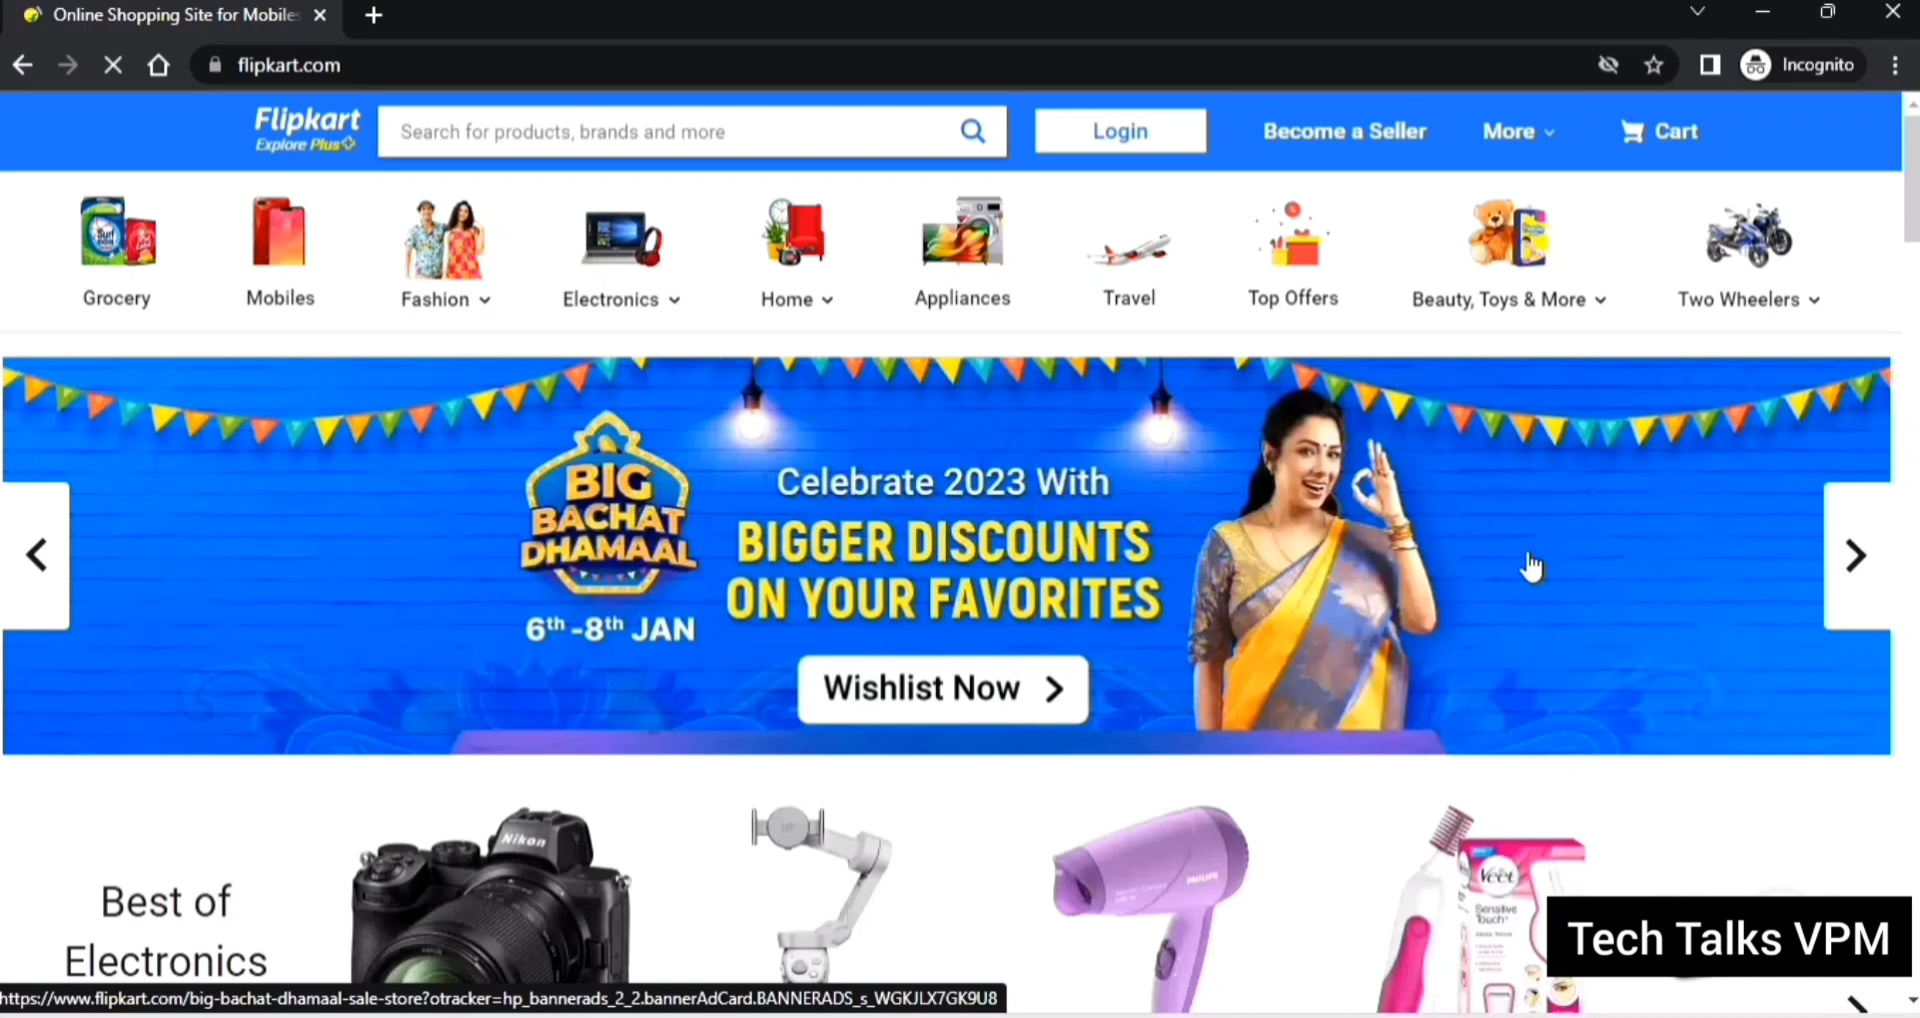 Online Shopping Site for Mobiles
flipkart.com
Incognito
Flipkart
Explore Plus
Search for products, brands and more
Login
Become a Seller
More
Cart
Grocery
Mobiles
Fashion
Electronics
Home
Appliances
Travel
Top Offers
Beauty, Toys & More
Two Wheelers
BIG
BACHAT
DHAMAAL
6th -8th JAN
Celebrate 2023 With
BIGGER DISCOUNTS
ON YOUR FAVORITES
Wishlist Now
Best of
Electronics
Nikon
PHILIPS
Veet
Sensitive
Touch
Tech Talks VPM
https://www.flipkart.com/big-bachat-dhamaal-sale-store?otracker=hp_bannerads_2_2.bannerAdCard.BANNERADS_s_WGKJLX7GK9U8